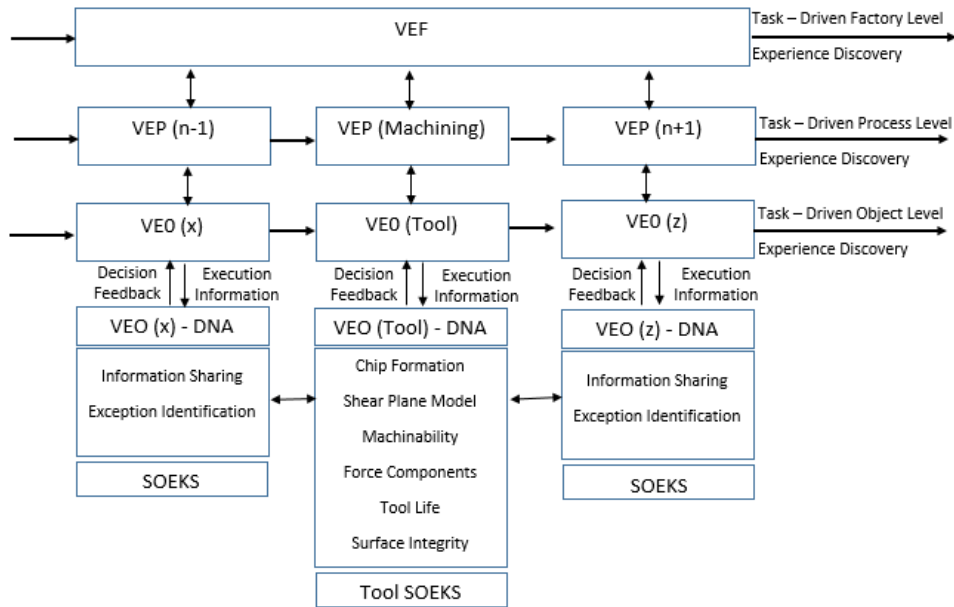 VEF
Task – Driven Factory Level
Experience Discovery
VEP (n-1)
VEP (Machining)
VEP (n+1)
Task – Driven Process Level
Experience Discovery
VE0 (x)
VE0 (Tool)
VE0 (z)
Task – Driven Object Level
Experience Discovery
Decision
Feedback
Execution
Information
Decision
Feedback
Execution
Information
Decision
Feedback
Execution
Information
VEO (x) - DNA
VEO (Tool) - DNA
VEO (z) - DNA
Information Sharing
Exception Identification
Chip Formation
Shear Plane Model
Machinability
Force Components
Tool Life
Surface Integrity
Information Sharing
Exception Identification
SOEKS
Tool SOEKS
SOEKS